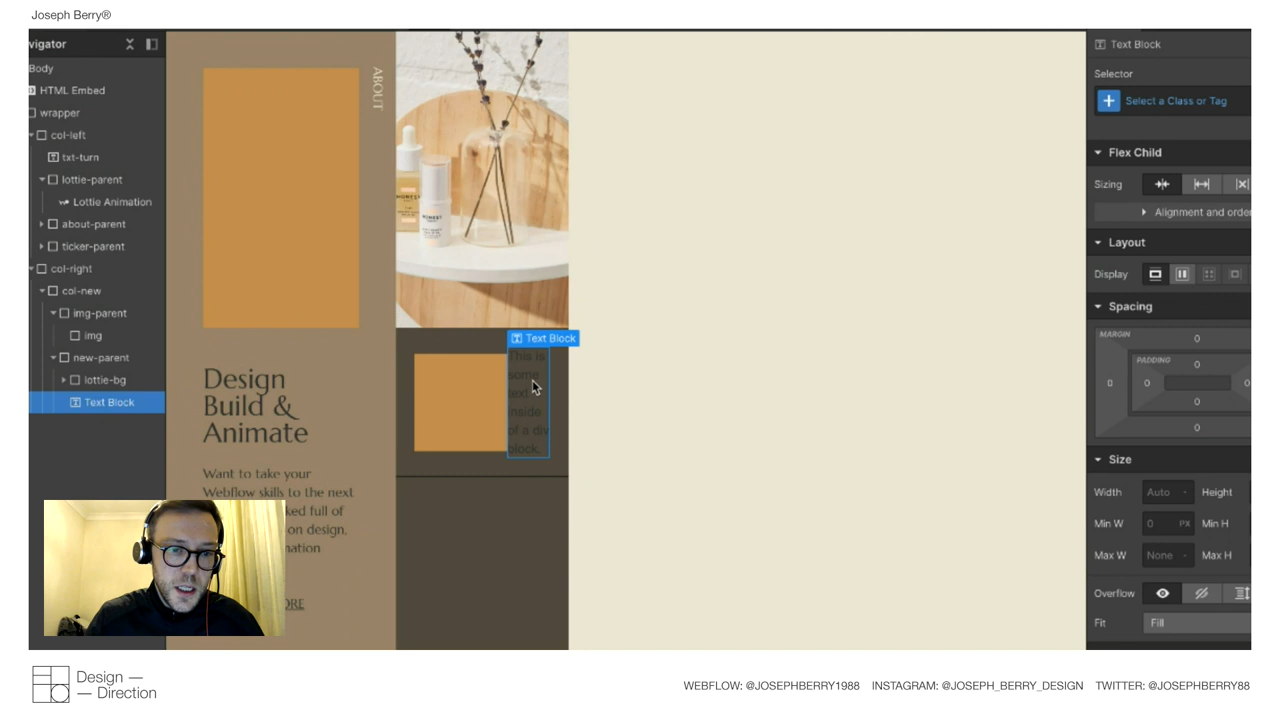 Joseph Berry®
vigator
Body
HTML Embed
wrapper
col-left
txt-turn
lottie-parent
Lottie Animation
about-parent
ticker-parent
col-right
col-new
img-parent
img
new-parent
lottie-bg
Text Block
ABOUT
Design
Build &
Animate
Want to take your
Webflow skills to the next
ked full of
on design,
nation
ORE
HONEST
HONEST
Text Block
This is
some
text
inside
of a div
block.
Text Block
Selector
Select a Class or Tag
Flex Child
Sizing
Alignment and order
Layout
Display
Spacing
MARGIN
0
PADDING
0
0
0
0
0
0
Size
Width Auto - Height
Min W 0 PX Min H
Max W None - Max H
Overflow
Fit Fill
Design —
— Direction
WEBFLOW: @JOSEPHBERRY1988 INSTAGRAM: @JOSEPH_BERRY_DESIGN TWITTER: @JOSEPHBERRY88